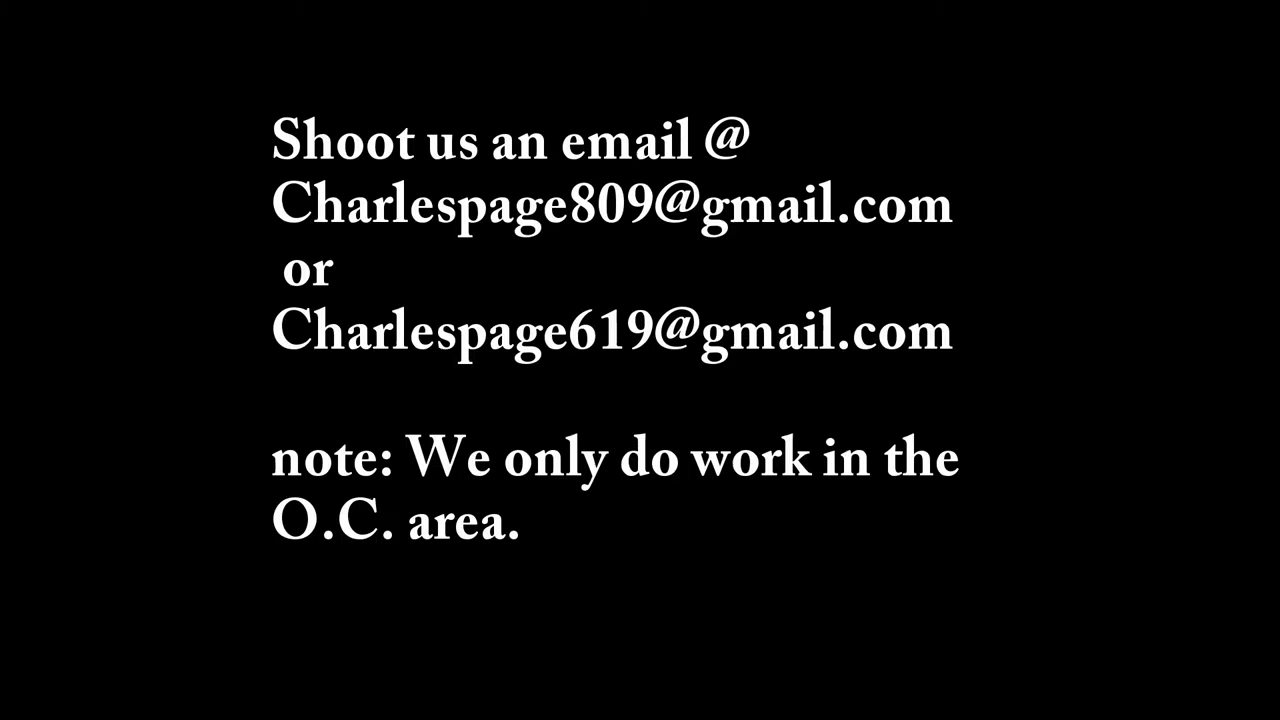 Shoot us an email @
Charlespage809@gmail.com
or
Charlespage619@gmail.com
note: We only do work in the
O.C. area.